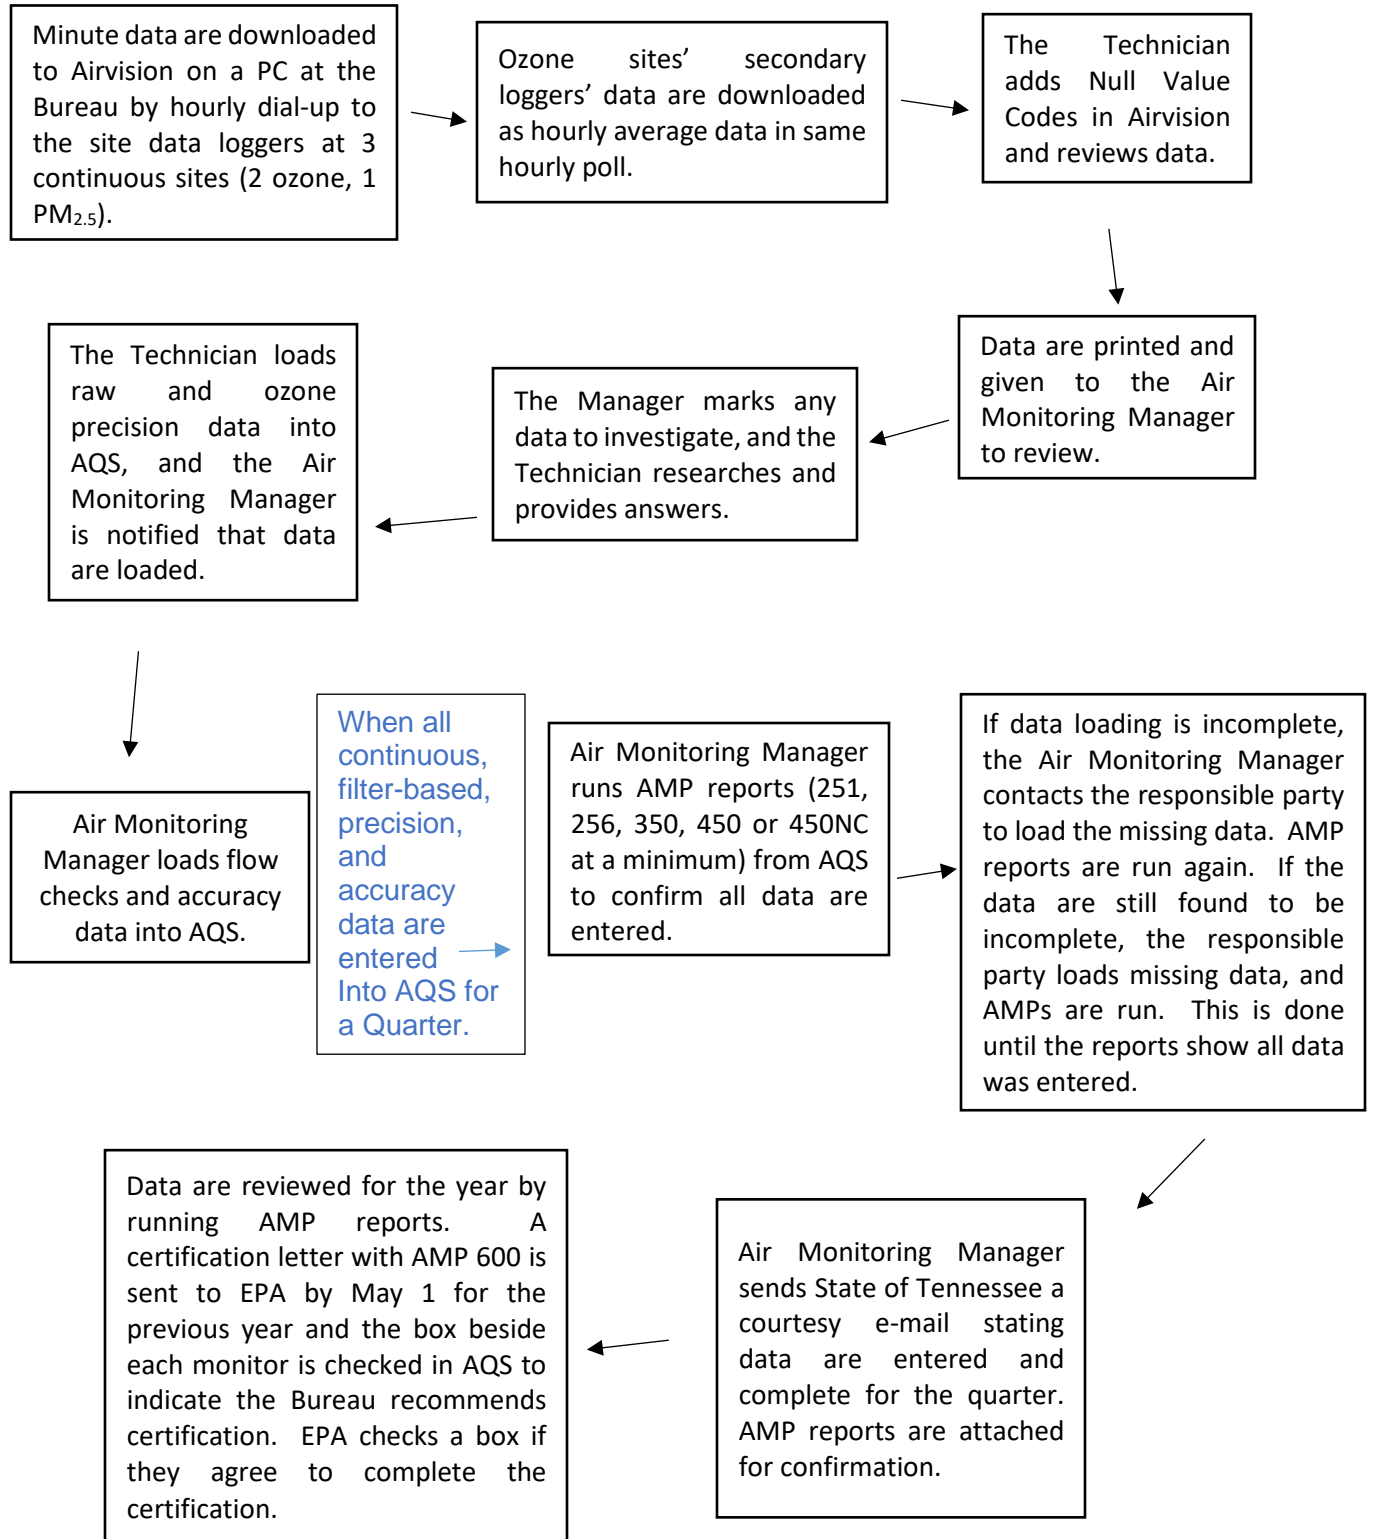 Minute data are downloaded
to Airvision on a PC at the
Bureau by hourly dial-up to
the site data loggers at 3
continuous sites (2 ozone, 1
PM2.5).
Ozone sites’ secondary
loggers’ data are downloaded
as hourly average data in same
hourly poll.
The Technician
adds Null Value
Codes in Airvision
and reviews data.
Data are printed and
given to the Air
Monitoring Manager
to review.
The Manager marks any
data to investigate, and the
Technician researches and
provides answers.
The Technician loads
raw and ozone
precision data into
AQS, and the Air
Monitoring Manager
is notified that data
are loaded.
Air Monitoring
Manager loads flow
checks and accuracy
data into AQS.
When all
continuous,
filter-based,
precision,
and
accuracy
data are
entered
Into AQS for
a Quarter.
Air Monitoring Manager
runs AMP reports (251,
256, 350, 450 or 450NC
at a minimum) from AQS
to confirm all data are
entered.
If data loading is incomplete,
the Air Monitoring Manager
contacts the responsible party
to load the missing data. AMP
reports are run again. If the
data are still found to be
incomplete, the responsible
party loads missing data, and
AMPs are run. This is done
until the reports show all data
was entered.
Air Monitoring Manager
sends State of Tennessee a
courtesy e-mail stating
data are entered and
complete for the quarter.
AMP reports are attached
for confirmation.
Data are reviewed for the year by
running AMP reports. A
certification letter with AMP 600 is
sent to EPA by May 1 for the
previous year and the box beside
each monitor is checked in AQS to
indicate the Bureau recommends
certification. EPA checks a box if
they agree to complete the
certification.